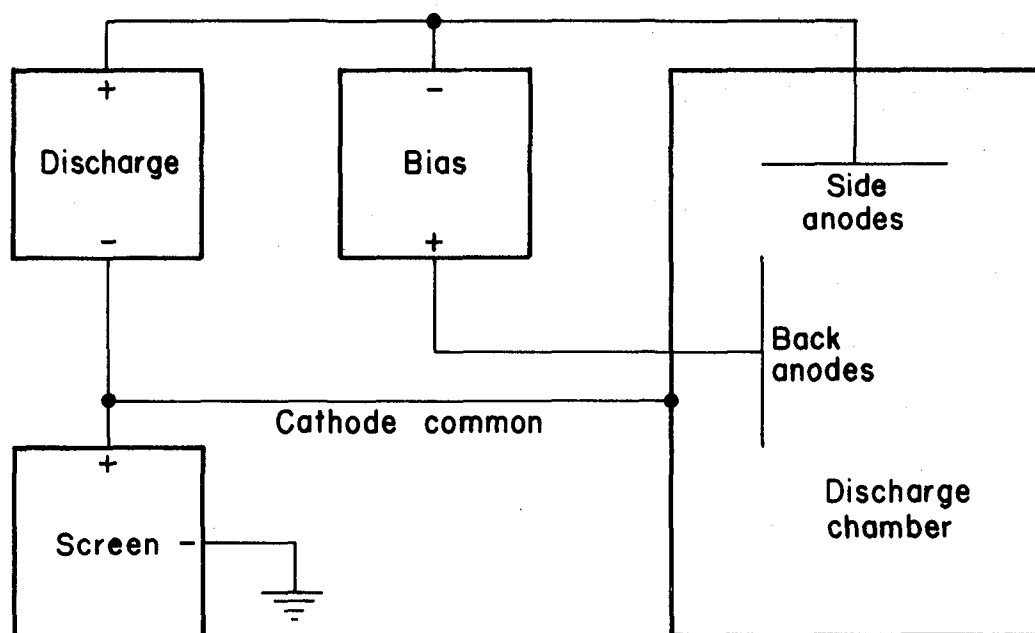 +
-
Discharge
Bias
Side
anodes
-
+
Back
anodes
Cathode common
+
Discharge
chamber
Screen -